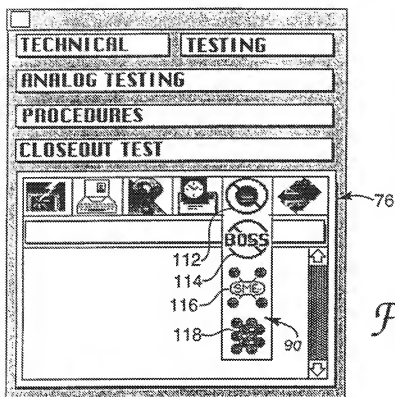 TECHNICAL TESTING
ANALOG TESTING
PROCEDURES
CLOSEOUT TEST
76
112
BOSS
114
116 SME
118
90
F